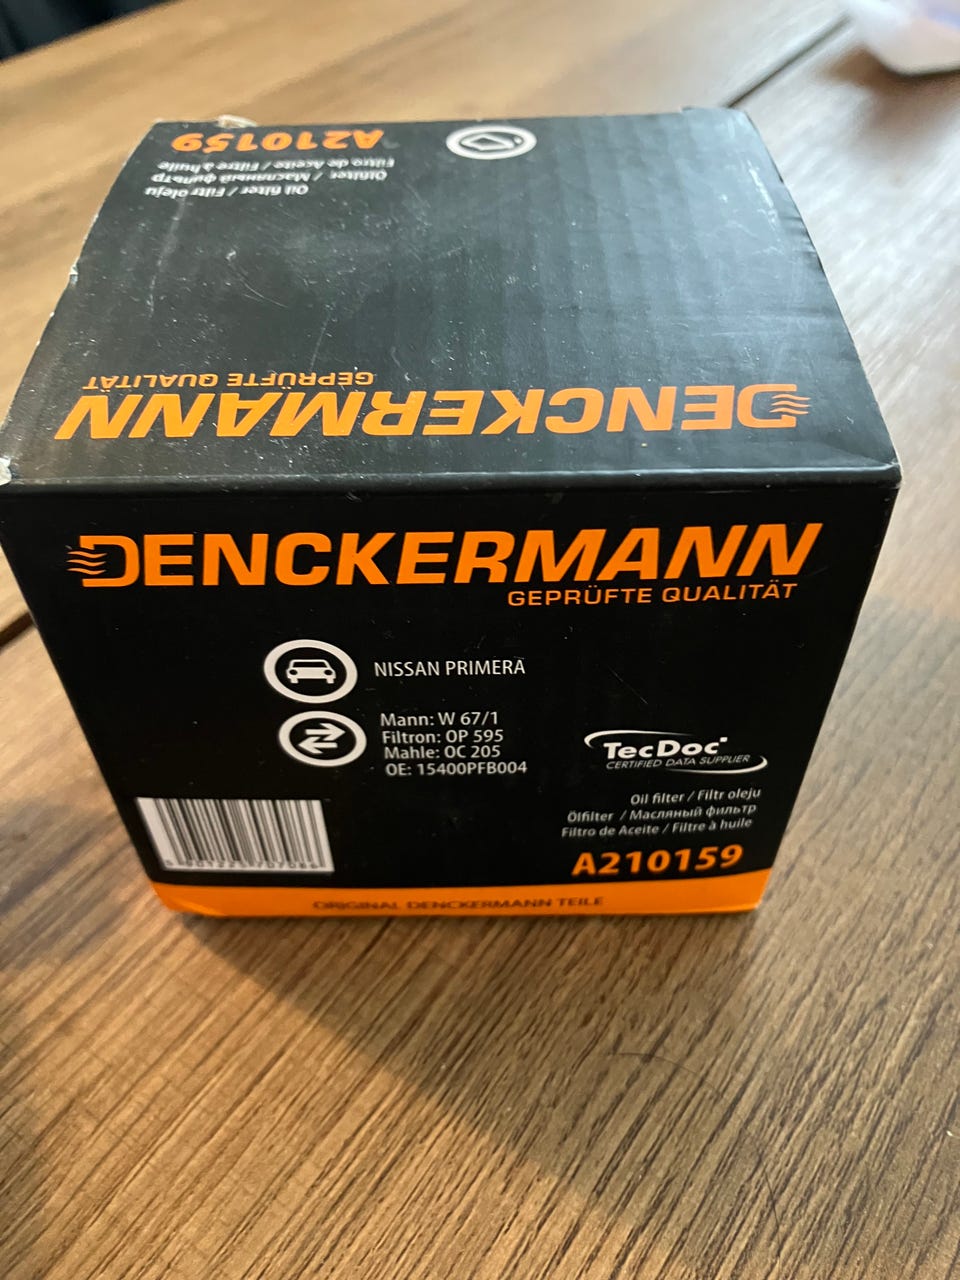 A210159
Filtro de Aceite / Filtre à huile
Ölfilter / Масляный фильтр
Oil filter / Filtr oleju
DENCKERMANN
GEPRÜFTE QUALITÄT
DENCKERMANN
GEPRÜFTE QUALITÄT
NISSAN PRIMERA
Mann: W 67/1
Filtron: OP 595
Mahle: OC 205
OE: 15400PFB004
TecDoc
CERTIFIED DATA SUPPLIER
Oil filter / Filtr oleju
Ölfilter / Масляный фильтр
Filtro de Aceite / Filtre à huile
A210159
ORIGINAL DENCKERMANN TEILE